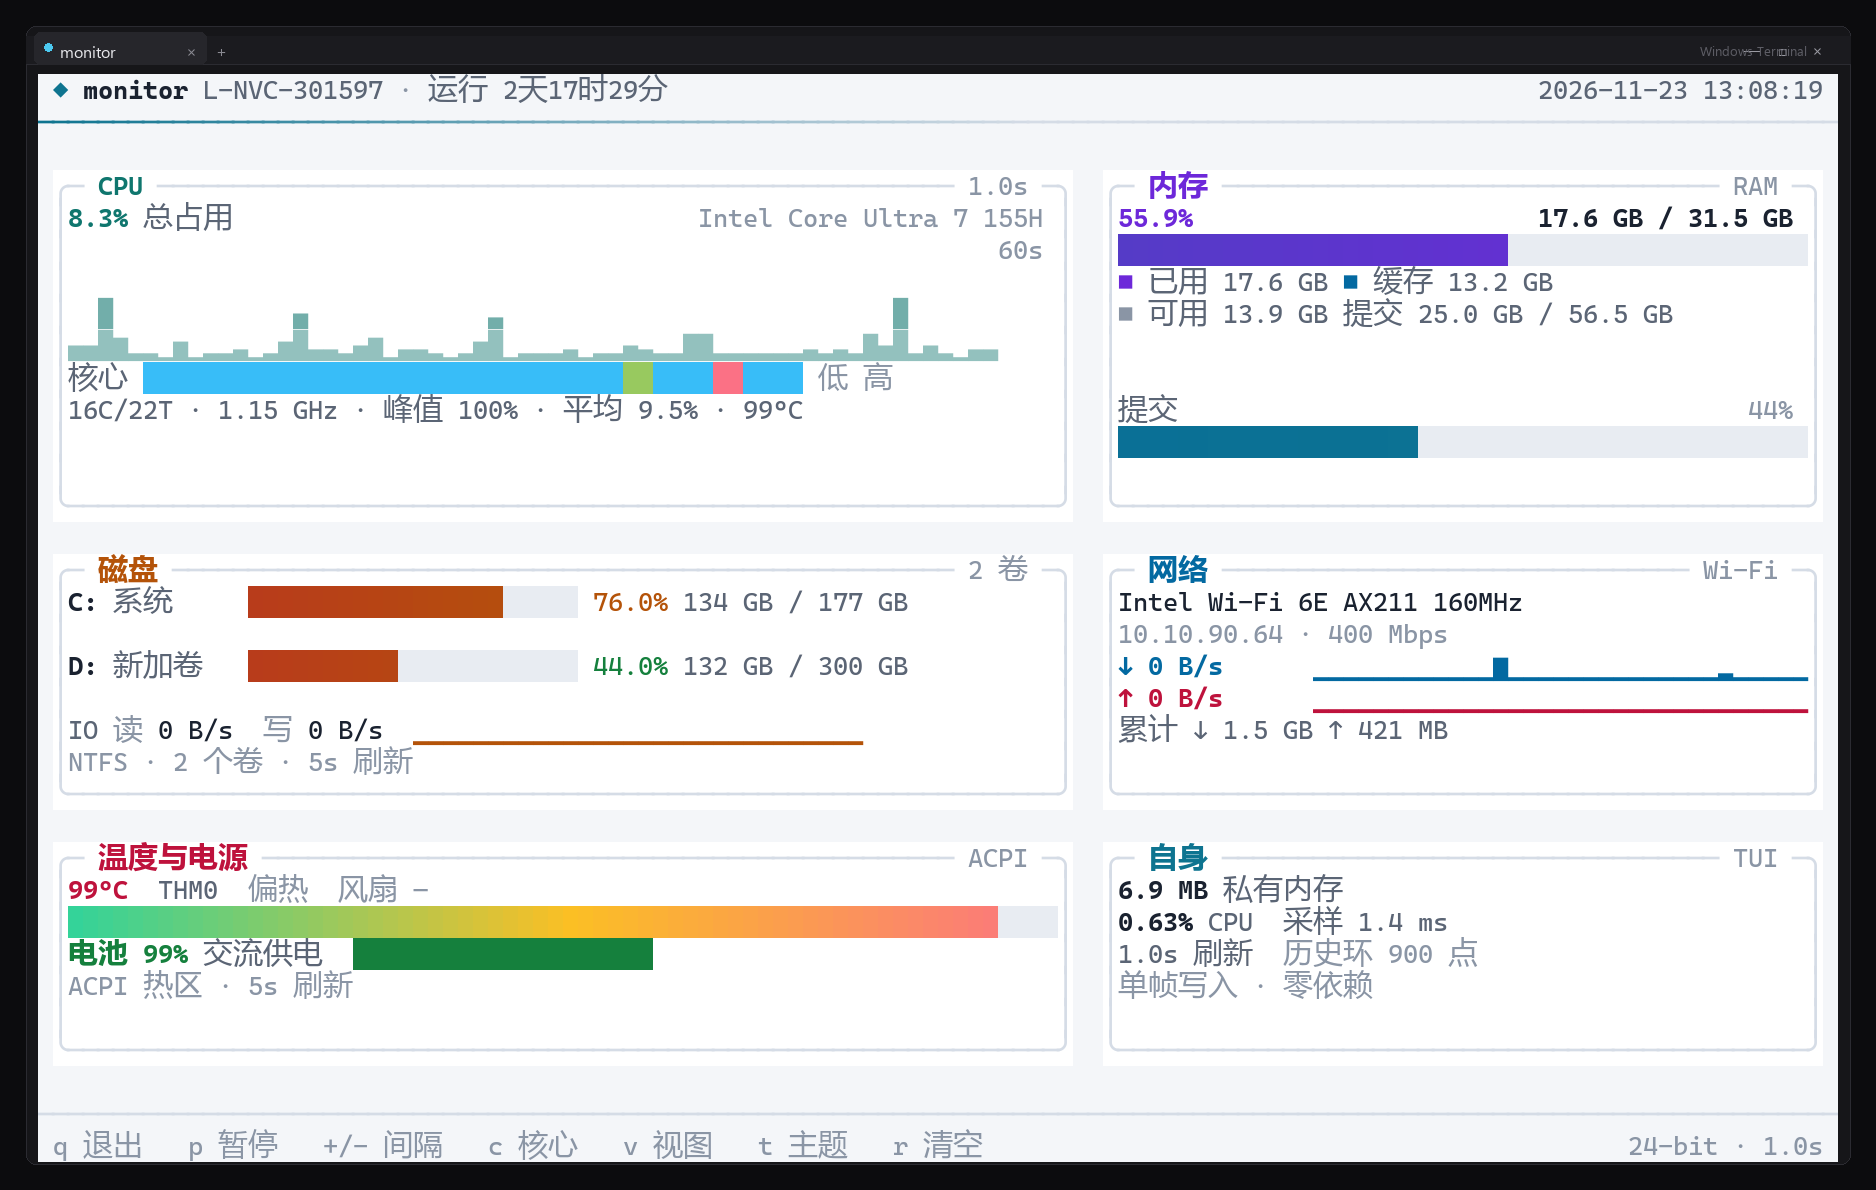 monitor
Windows Terminal
◆ monitor L-NVC-301597 · 运行 2天17时29分 2026-11-23 13:08:19
CPU 1.0s
8.3% 总占用 Intel Core Ultra 7 155H
60s
核心 低 高
16C/22T · 1.15 GHz · 峰值 100% · 平均 9.5% · 99°C
内存 RAM
55.9% 17.6 GB / 31.5 GB
■ 已用 17.6 GB ■ 缓存 13.2 GB
■ 可用 13.9 GB 提交 25.0 GB / 56.5 GB
提交 44%
磁盘 2 卷
C: 系统 76.0% 134 GB / 177 GB
D: 新加卷 44.0% 132 GB / 300 GB
IO 读 0 B/s 写 0 B/s
NTFS · 2 个卷 · 5s 刷新
网络 Wi-Fi
Intel Wi-Fi 6E AX211 160MHz
10.10.90.64 · 400 Mbps
↓ 0 B/s
↑ 0 B/s
累计 ↓ 1.5 GB ↑ 421 MB
温度与电源 ACPI
99°C THM0 偏热 风扇 —
电池 99% 交流供电
ACPI 热区 · 5s 刷新
自身 TUI
6.9 MB 私有内存
0.63% CPU 采样 1.4 ms
1.0s 刷新 历史环 900 点
单帧写入 · 零依赖
q 退出 p 暂停 +/- 间隔 c 核心 v 视图 t 主题 r 清空 24-bit · 1.0s